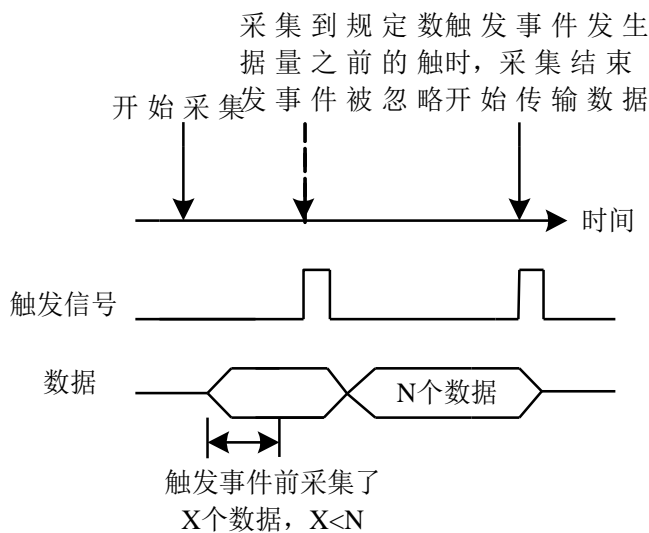 采集到规定数
据量之前的触
发事件被忽略
触发事件发生
时，采集结束
开始传输数据
开始采集
时间
触发信号
数据
N个数据
触发事件前采集了
X个数据，X<N